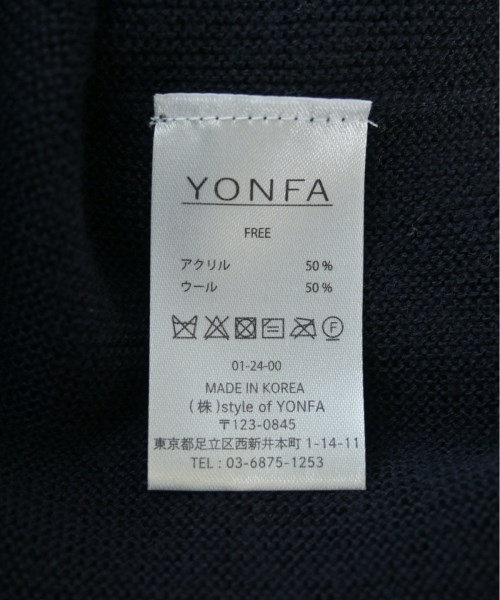 YONFA
FREE
アクリル 50 %
ウール 50 %
F
01-24-00
MADE IN KOREA
(株)style of YONFA
〒123-0845
東京都足立区西新井本町 1-14-11
TEL : 03-6875-1253